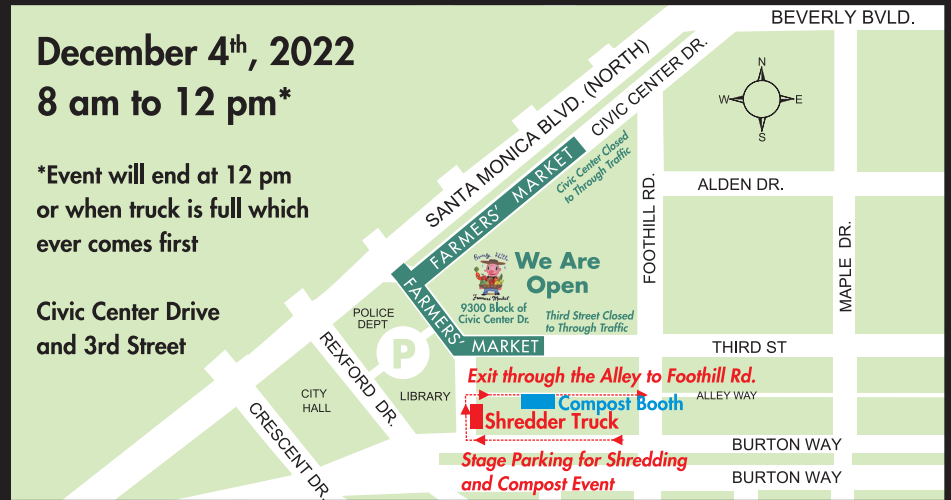 December 4th, 2022
8 am to 12 pm*
*Event will end at 12 pm
or when truck is full which
ever comes first
Civic Center Drive
and 3rd Street
BEVERLY BVLD.
SANTA MONICA BLVD. (NORTH)
CIVIC CENTER DR.
N
W
E
S
Civic Center Closed
to Through Traffic
FARMERS' MARKET
FOOTHILL RD.
ALDEN DR.
MAPLE DR.
We Are
Open
Farmers Market
9300 Block of
Civic Center Dr.
Third Street Closed
to Through Traffic
FARMERS'
MARKET
POLICE
DEPT
P
REXFORD DR.
THIRD ST
CITY
HALL
LIBRARY
CRESCENT DR.
Exit through the Alley to Foothill Rd.
ALLEY WAY
Compost Booth
Shredder Truck
BURTON WAY
Stage Parking for Shredding
and Compost Event
BURTON WAY